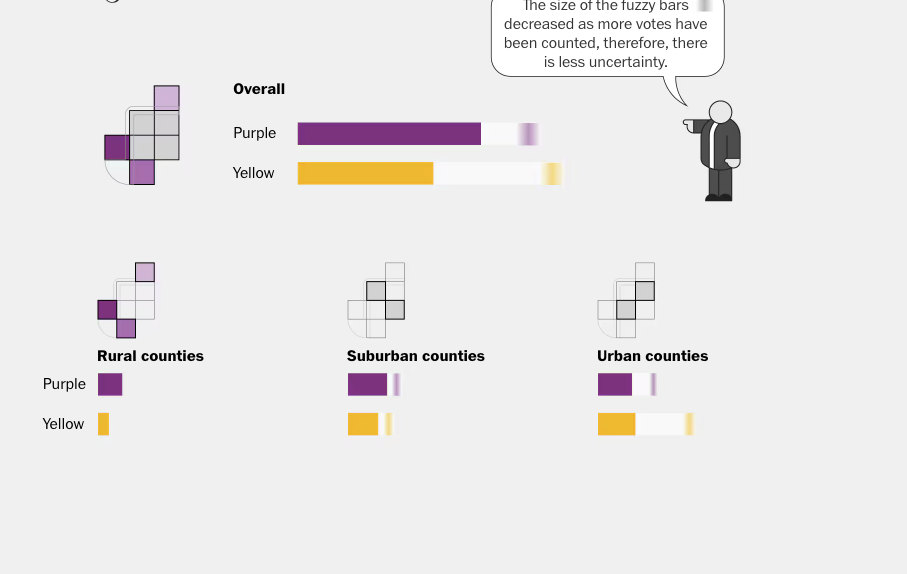 The size of the fuzzy bars
decreased as more votes have
been counted, therefore, there
is less uncertainty.
Overall
Purple
Yellow
Rural counties
Suburban counties
Urban counties
Purple
Yellow